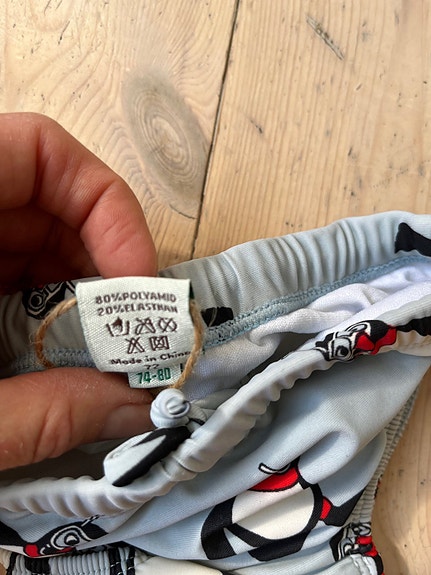 80%POLYAMID
20%ELASTHAN
Made in China
74-80